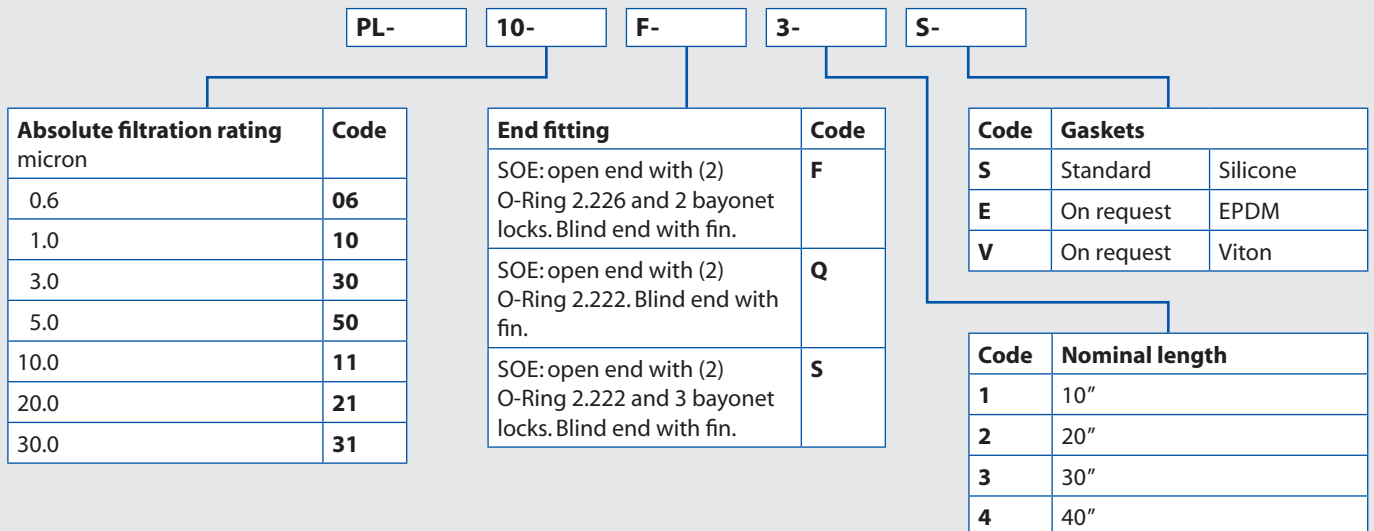 PL- 10- F- 3- S-
Absolute filtration rating Code
micron
0.6 06
1.0 10
3.0 30
5.0 50
10.0 11
20.0 21
30.0 31
End fitting Code
SOE: open end with (2) F
O-Ring 2.226 and 2 bayonet
locks. Blind end with fin.
SOE: open end with (2) Q
O-Ring 2.222. Blind end with
fin.
SOE: open end with (2) S
O-Ring 2.222 and 3 bayonet
locks. Blind end with fin.
Code Gaskets
S Standard Silicone
E On request EPDM
V On request Viton
Code Nominal length
1 10”
2 20”
3 30”
4 40”